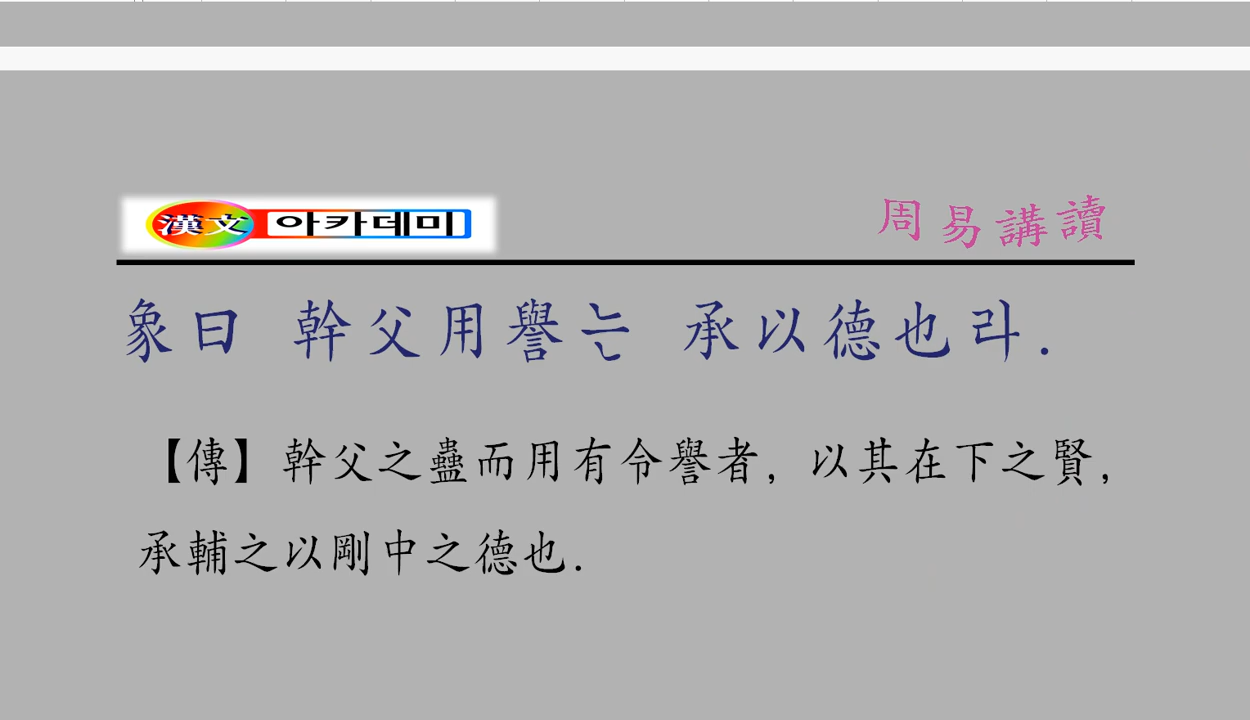 漢文 아카데미
周易講讀
象曰 幹父用譽는 承以德也라.
【傳】 幹父之蠱而用有令譽者, 以其在下之賢,
承輔之以剛中之德也.